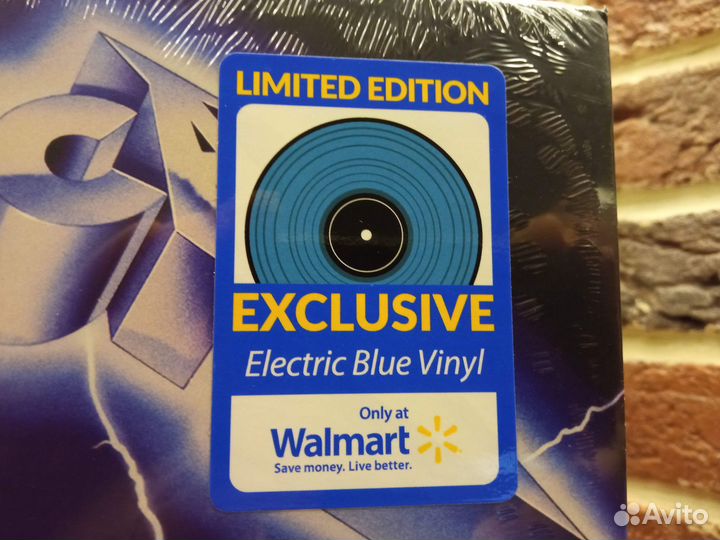 LIMITED EDITION
EXCLUSIVE
Electric Blue Vinyl
Only at
Walmart
Save money. Live better.
Avito